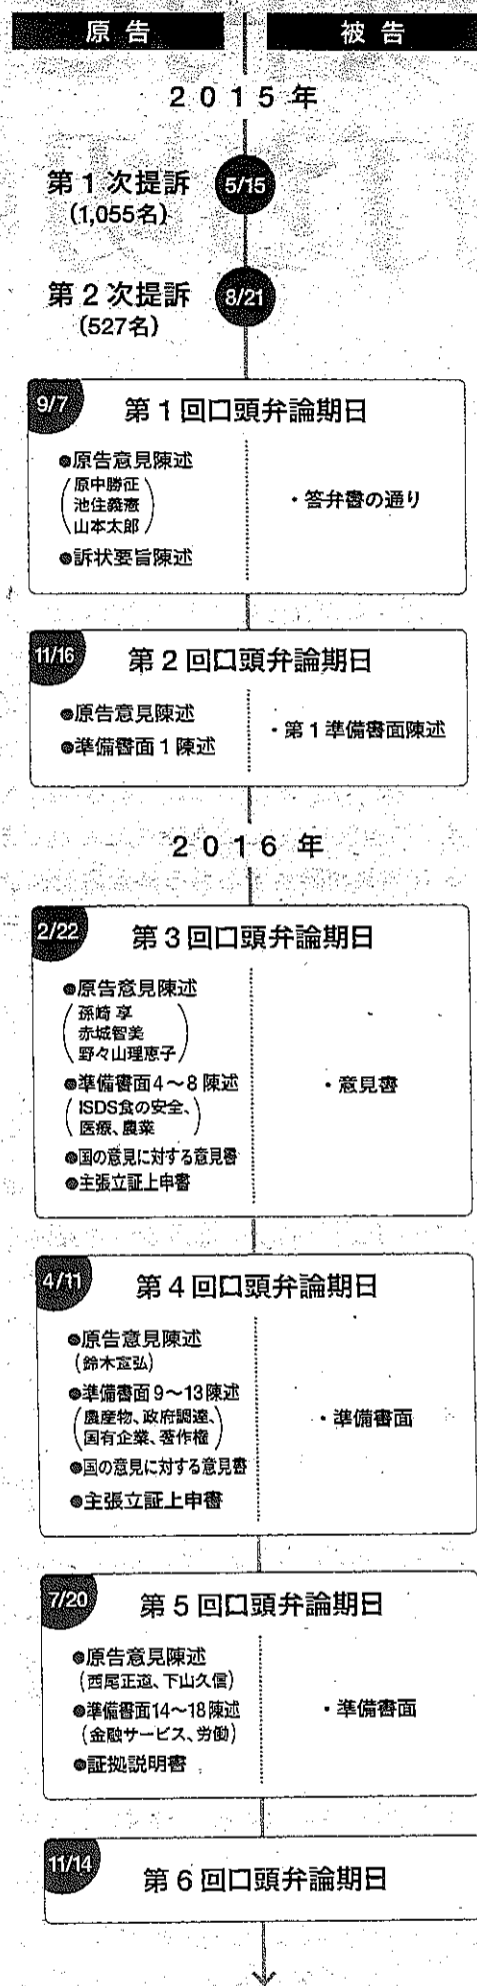 原告
被告
2015年
第1次提訴
(1,055名)
5/15
第2次提訴
(527名)
8/21
9/7
第1回口頭弁論期日
●原告意見陳述
(原中勝征
池住義憲
山本太郎)
●訴状要旨陳述
・答弁書の通り
11/16
第2回口頭弁論期日
●原告意見陳述
●準備書面1陳述
・第1準備書面陳述
2016年
2/22
第3回口頭弁論期日
●原告意見陳述
(孫崎 享
赤城智美
野々山理恵子)
●準備書面4〜8陳述
(ISDS食の安全、
医療、農業)
●国の意見に対する意見書
●主張立証上申書
・意見書
4/11
第4回口頭弁論期日
●原告意見陳述
(鈴木宣弘)
●準備書面9〜13陳述
(農産物、政府調達、
国有企業、著作権)
●国の意見に対する意見書
●主張立証上申書
・準備書面
7/20
第5回口頭弁論期日
●原告意見陳述
(西尾正道、下山久信)
●準備書面14〜18陳述
(金融サービス、労働)
●証拠説明書
・準備書面
11/14
第6回口頭弁論期日